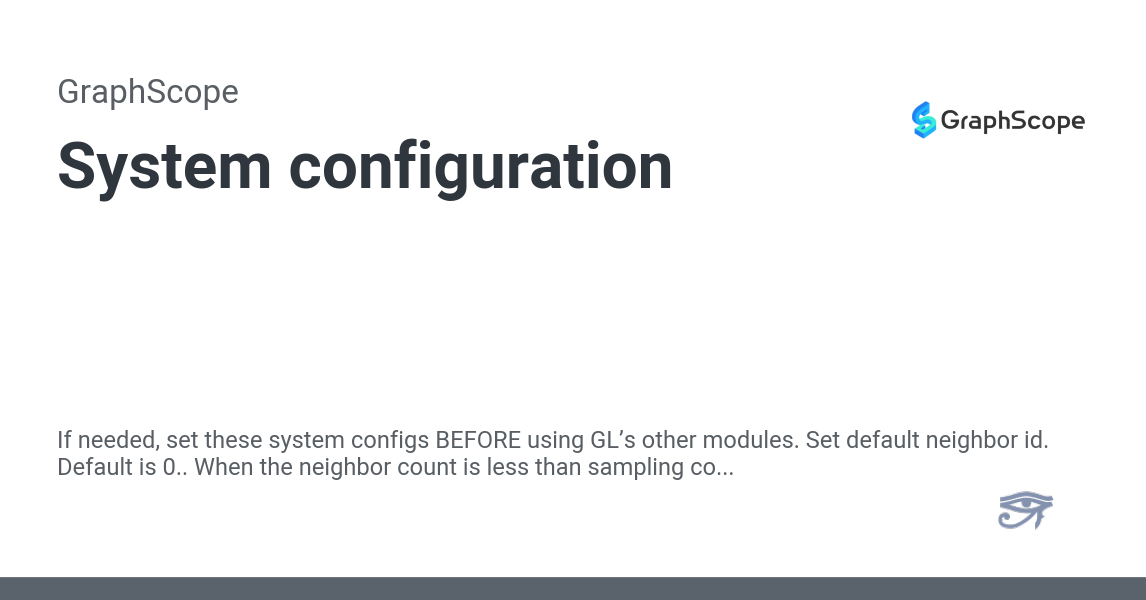 GraphScope
GraphScope
System configuration
If needed, set these system configs BEFORE using GL’s other modules. Set default neighbor id.
Default is 0.. When the neighbor count is less than sampling co...